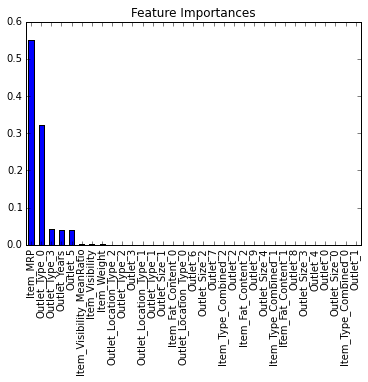 Feature Importances
0.6
0.5
0.4
0.3
0.2
0.1
0.0
Item_MRP
Outlet_Type_0
Outlet_Type_3
Outlet_Years
Outlet_5
Item_Visibility_MeanRatio
Item_Visibility
Item_Weight
Outlet_Location_Type_2
Outlet_Type_2
Outlet_3
Outlet_Location_Type_1
Outlet_Type_1
Outlet_Size_1
Item_Fat_Content_0
Outlet_Location_Type_0
Outlet_6
Outlet_Size_2
Outlet_7
Item_Type_Combined_2
Outlet_2
Item_Fat_Content_2
Outlet_9
Outlet_Size_4
Item_Type_Combined_1
Item_Fat_Content_1
Outlet_8
Outlet_Size_3
Outlet_4
Outlet_0
Outlet_Size_0
Item_Type_Combined_0
Outlet_1